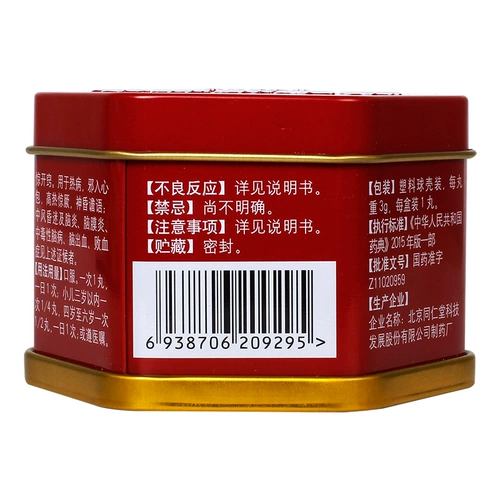 惊开窍。用于热病，邪入心
包，高热惊厥，神昏谵语；
中风昏迷及脑炎、脑膜炎、
中毒性脑病、脑出血、败血
症见上述证候者。
【用法用量】口服。一次1丸，
一日1次；小儿三岁以内一
次1/4丸，四岁至六岁一次
1/2丸，一日1次；或遵医嘱。
【不良反应】详见说明书。
【禁忌】尚不明确。
【注意事项】详见说明书。
【贮藏】密封。
6 938706 209295 >
【包装】塑料球壳装，每丸
重3g，每盒装1丸。
【执行标准】《中华人民共和国
药典》2015年版一部
【批准文号】国药准字
Z11020959
【生产企业】
企业名称：北京同仁堂科技
发展股份有限公司制药厂